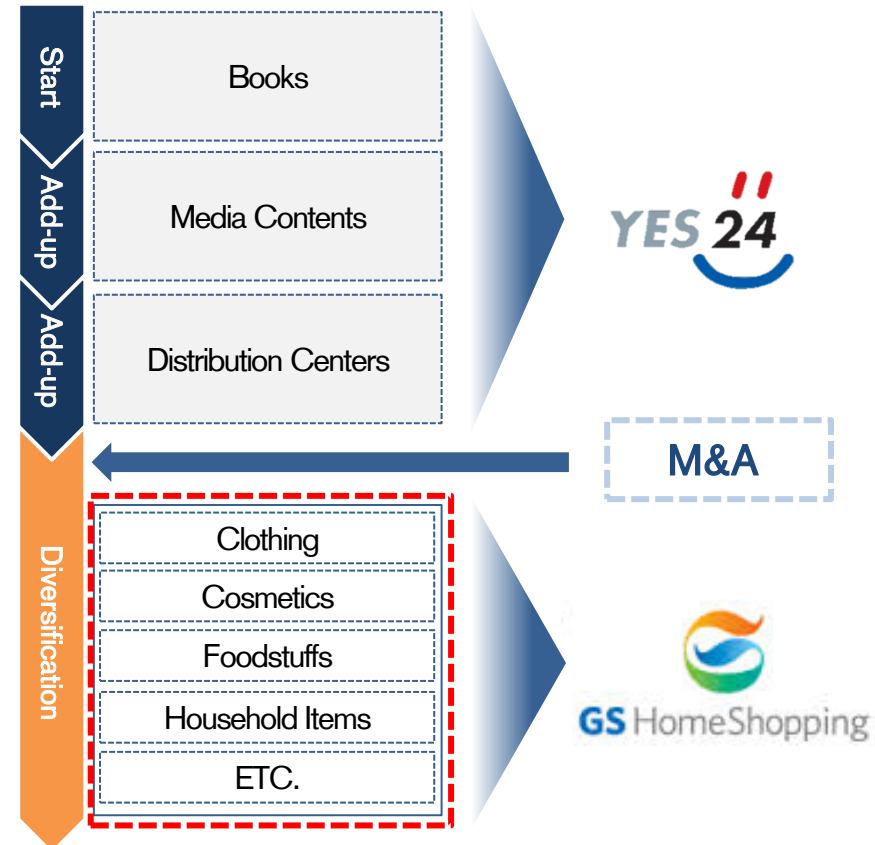 Start
Books
Add-up
Media Contents
YES 24
Add-up
Distribution Centers
M&A
Diversification
Clothing
Cosmetics
Foodstuffs
Household Items
ETC.
GS HomeShopping